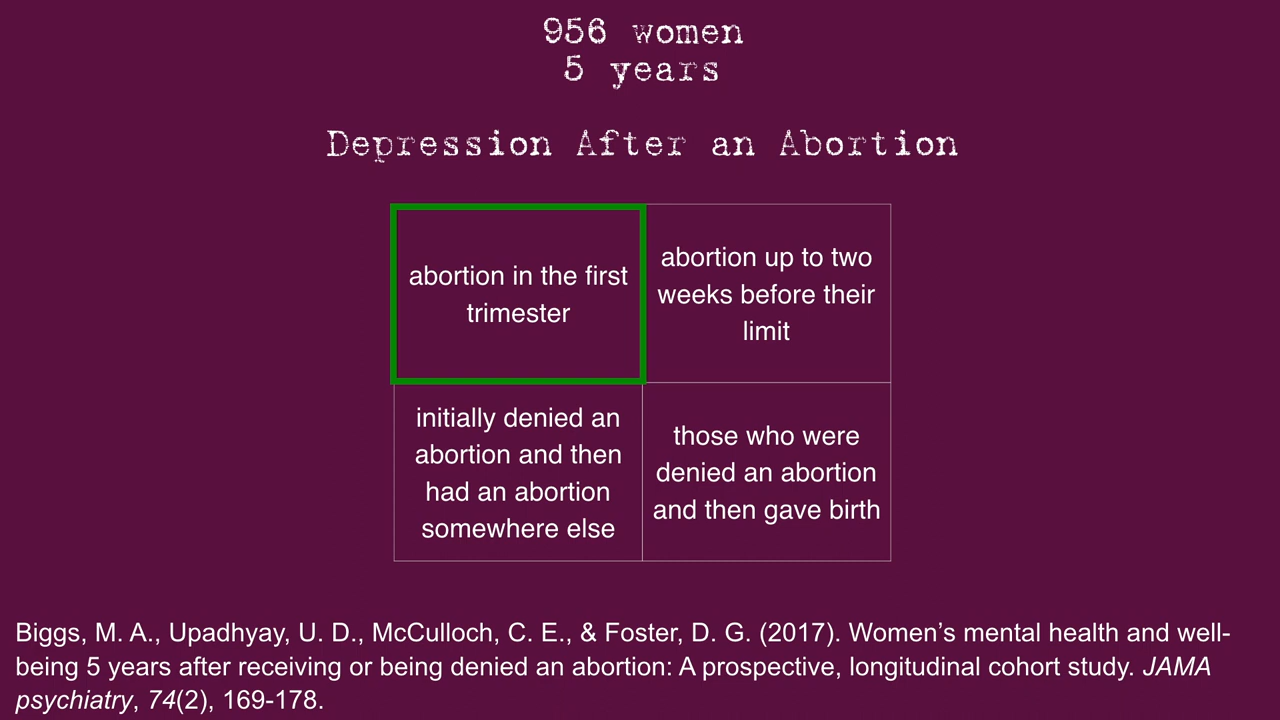 956 women
5 years
Depression After an Abortion
abortion in the first
trimester
abortion up to two
weeks before their
limit
initially denied an
abortion and then
had an abortion
somewhere else
those who were
denied an abortion
and then gave birth
Biggs, M. A., Upadhyay, U. D., McCulloch, C. E., & Foster, D. G. (2017). Women’s mental health and well-
being 5 years after receiving or being denied an abortion: A prospective, longitudinal cohort study. JAMA
psychiatry, 74(2), 169-178.